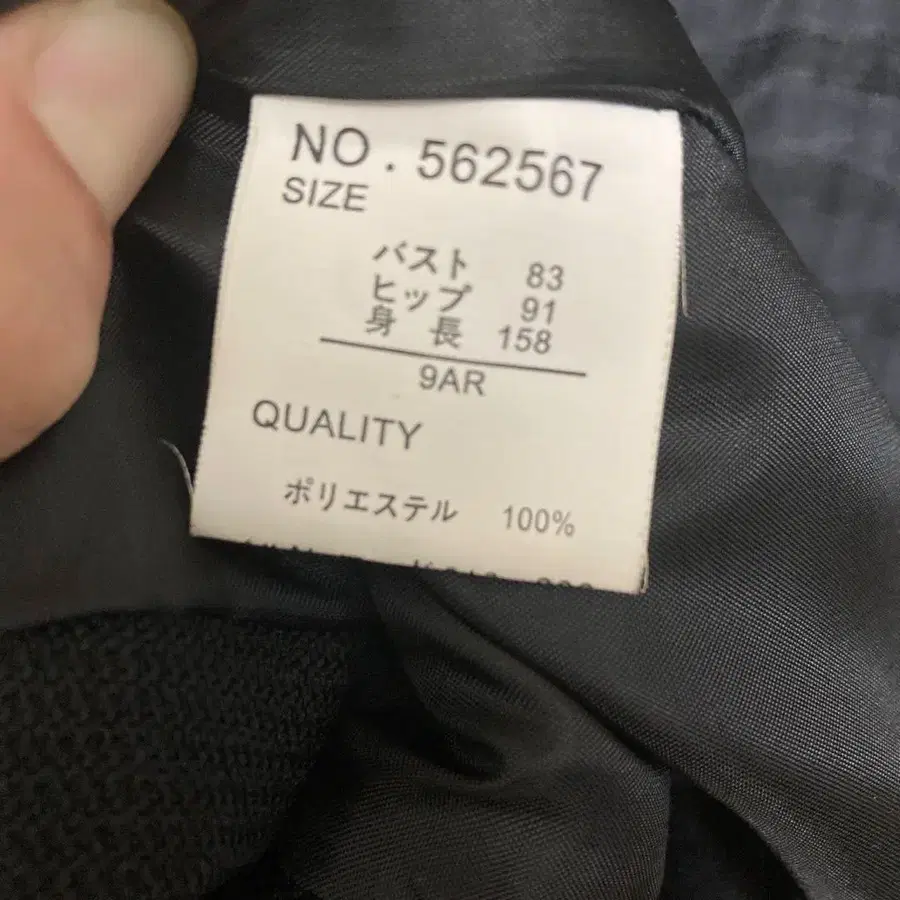 NO. 562567
SIZE
バスト 83
ヒップ 91
身 長 158
9AR
QUALITY
ポリエステル 100%